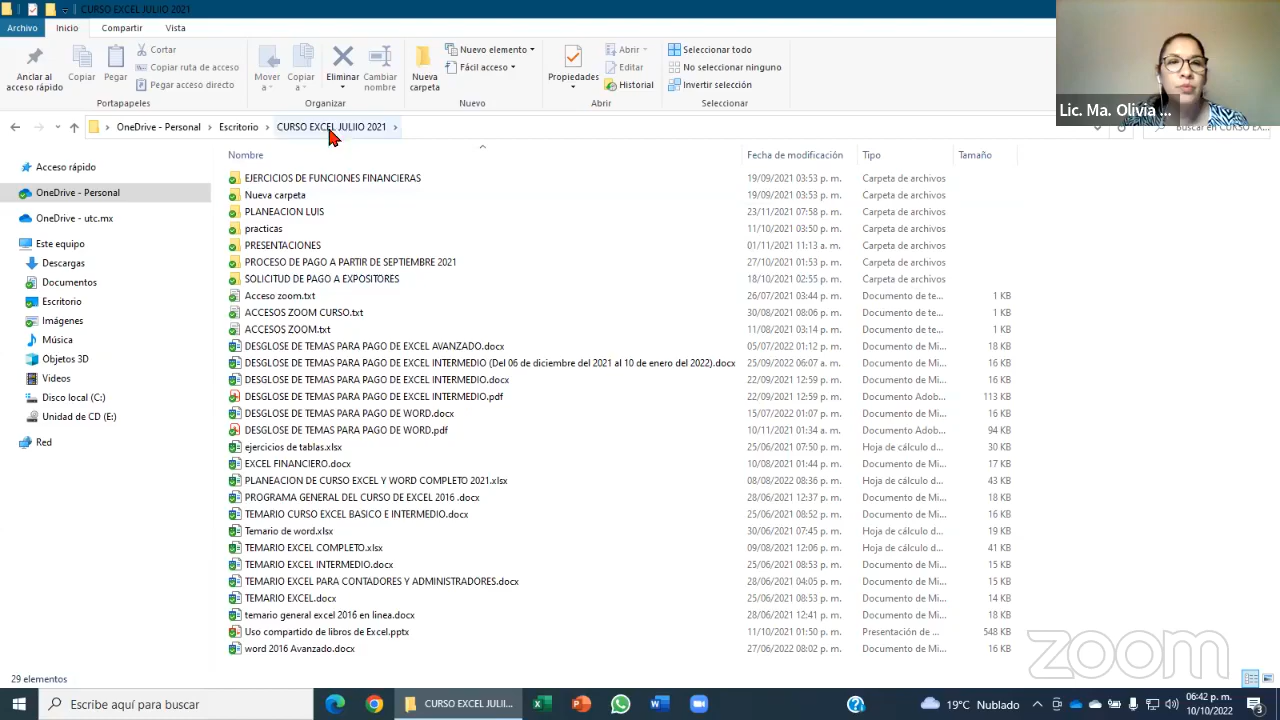 CURSO EXCEL JULIIO 2021
Archivo Inicio Compartir Vista
Anclar al acceso rápido
Copiar
Pegar
Cortar
Copiar ruta de acceso
Pegar acceso directo
Portapapeles
Mover a
Copiar a
Eliminar
Cambiar nombre
Organizar
Nueva carpeta
Nuevo elemento
Fácil acceso
Nuevo
Propiedades
Abrir
Editar
Historial
Abrir
Seleccionar todo
No seleccionar ninguno
Invertir selección
Seleccionar
Lic. Ma. Olivia ...
OneDrive - Personal > Escritorio > CURSO EXCEL JULIIO 2021 >
Buscar en CURSO EX...
Nombre Fecha de modificación Tipo Tamaño
Acceso rápido
OneDrive - Personal
OneDrive - utc.mx
Este equipo
Descargas
Documentos
Escritorio
Imágenes
Música
Objetos 3D
Videos
Disco local (C:)
Unidad de CD (E:)
Red
EJERCICIOS DE FUNCIONES FINANCIERAS 19/09/2021 03:53 p. m. Carpeta de archivos
Nueva carpeta 19/09/2021 03:53 p. m. Carpeta de archivos
PLANEACION LUIS 23/11/2021 07:58 p. m. Carpeta de archivos
practicas 11/10/2021 03:50 p. m. Carpeta de archivos
PRESENTACIONES 01/11/2021 11:13 a. m. Carpeta de archivos
PROCESO DE PAGO A PARTIR DE SEPTIEMBRE 2021 27/10/2021 01:53 p. m. Carpeta de archivos
SOLICITUD DE PAGO A EXPOSITORES 18/10/2021 02:55 p. m. Carpeta de archivos
Acceso zoom.txt 26/07/2021 03:44 p. m. Documento de te... 1 KB
ACCESOS ZOOM CURSO.txt 30/08/2021 08:06 p. m. Documento de te... 1 KB
ACCESOS ZOOM.txt 11/08/2021 03:14 p. m. Documento de te... 1 KB
DESGLOSE DE TEMAS PARA PAGO DE EXCEL AVANZADO.docx 05/07/2022 01:12 p. m. Documento de Mi... 18 KB
DESGLOSE DE TEMAS PARA PAGO DE EXCEL INTERMEDIO (Del 06 de diciembre del 2021 al 10 de enero del 2022).docx 25/09/2022 06:07 a. m. Documento de Mi... 16 KB
DESGLOSE DE TEMAS PARA PAGO DE EXCEL INTERMEDIO.docx 22/09/2021 12:59 p. m. Documento de Mi... 16 KB
DESGLOSE DE TEMAS PARA PAGO DE EXCEL INTERMEDIO.pdf 22/09/2021 12:59 p. m. Documento Adob... 113 KB
DESGLOSE DE TEMAS PARA PAGO DE WORD.docx 15/07/2022 01:07 p. m. Documento de Mi... 16 KB
DESGLOSE DE TEMAS PARA PAGO DE WORD.pdf 10/11/2021 01:34 a. m. Documento Adob... 94 KB
ejercicios de tablas.xlsx 25/06/2021 07:50 p. m. Hoja de cálculo d... 30 KB
EXCEL FINANCIERO.docx 10/08/2021 01:44 p. m. Documento de Mi... 17 KB
PLANEACION DE CURSO EXCEL Y WORD COMPLETO 2021.xlsx 08/08/2022 08:36 p. m. Hoja de cálculo d... 43 KB
PROGRAMA GENERAL DEL CURSO DE EXCEL 2016 .docx 28/06/2021 12:37 p. m. Documento de Mi... 18 KB
TEMARIO CURSO EXCEL BASICO E INTERMEDIO.docx 25/06/2021 08:52 p. m. Documento de Mi... 16 KB
Temario de word.xlsx 30/06/2021 07:45 p. m. Hoja de cálculo d... 19 KB
TEMARIO EXCEL COMPLETO.xlsx 09/08/2021 12:06 p. m. Hoja de cálculo d... 41 KB
TEMARIO EXCEL INTERMEDIO.docx 25/06/2021 08:53 p. m. Documento de Mi... 15 KB
TEMARIO EXCEL PARA CONTADORES Y ADMINISTRADORES.docx 28/06/2021 04:05 p. m. Documento de Mi... 15 KB
TEMARIO EXCEL.docx 25/06/2021 08:53 p. m. Documento de Mi... 14 KB
temario general excel 2016 en linea.docx 28/06/2021 12:41 p. m. Documento de Mi... 18 KB
Uso compartido de libros de Excel.pptx 11/10/2021 01:50 p. m. Presentación de ... 548 KB
word 2016 Avanzado.docx 27/06/2022 08:02 p. m. Documento de Mi... 16 KB
zoom
29 elementos
Escribe aquí para buscar
CURSO EXCEL JULII...
19°C Nublado
06:42 p. m.
10/10/2022
3